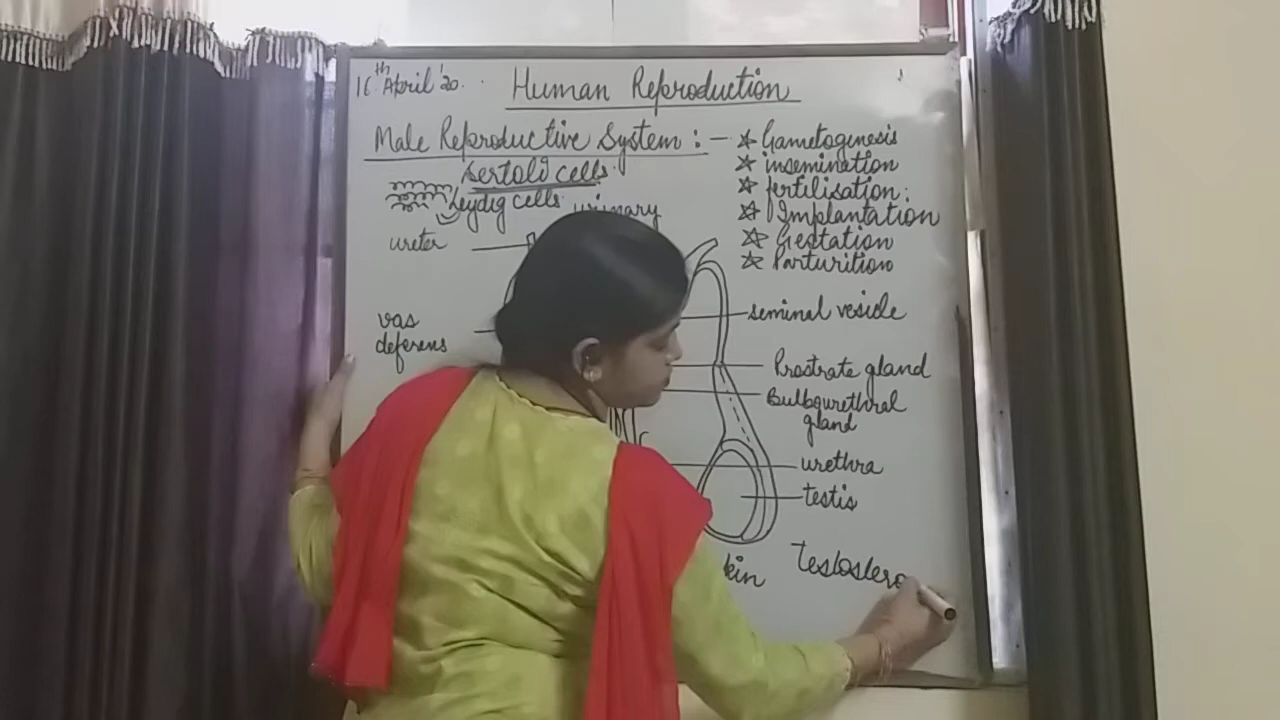 16th April '20.
Human Reproduction
Male Reproductive System :- ☆ Gametogenesis
☆ insemination
☆ fertilisation.
☆ Implantation
☆ Gestation
☆ Parturition
Sertoli cells
Leydig cells
urinary
ureter
vas
deferens
seminal vesicle
Prostrate gland
Bulbourethral
gland
urethra
testis
kin
Testostero